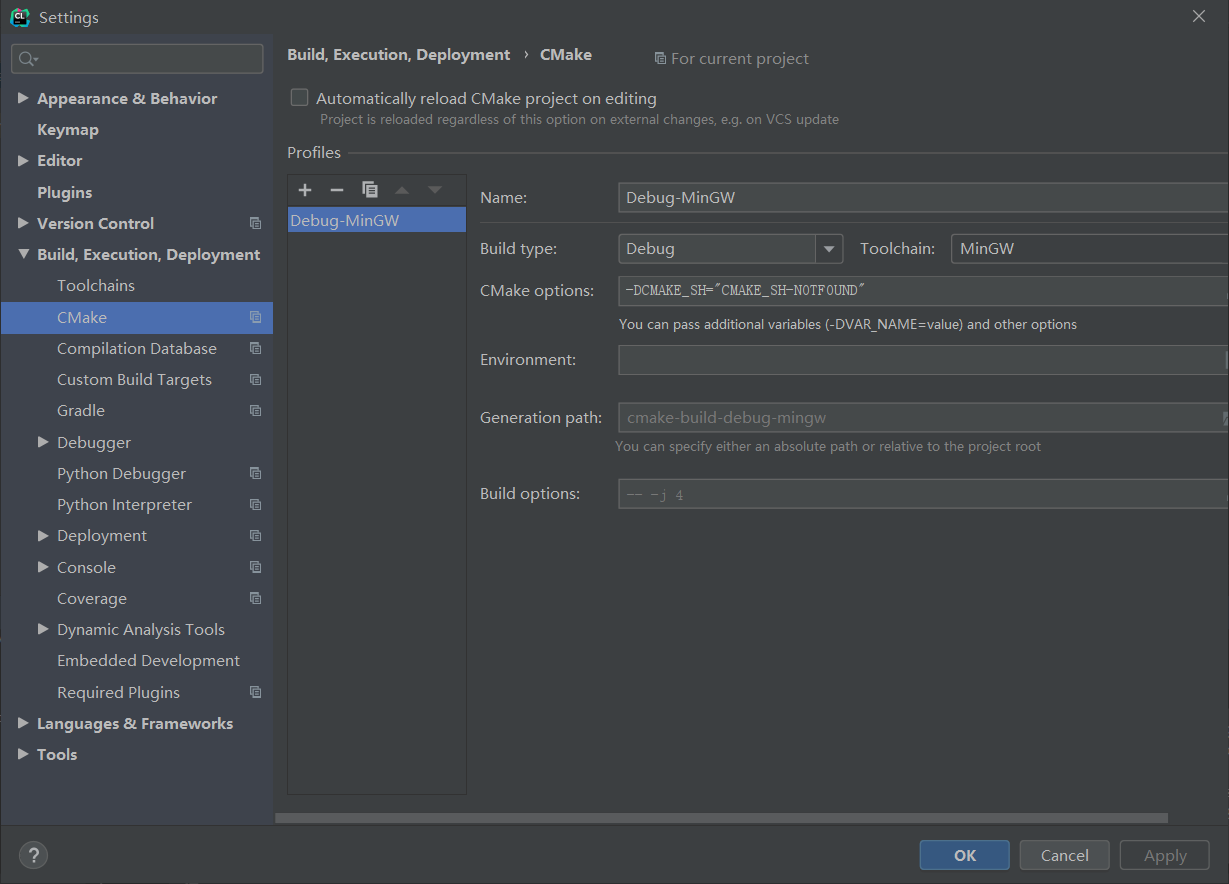 CL
Settings
Build, Execution, Deployment › CMake
For current project
Appearance & Behavior
Keymap
Editor
Plugins
Version Control
Build, Execution, Deployment
Toolchains
CMake
Compilation Database
Custom Build Targets
Gradle
Debugger
Python Debugger
Python Interpreter
Deployment
Console
Coverage
Dynamic Analysis Tools
Embedded Development
Required Plugins
Languages & Frameworks
Tools
Automatically reload CMake project on editing
Project is reloaded regardless of this option on external changes, e.g. on VCS update
Profiles
Debug-MinGW
Name: Debug-MinGW
Build type: Debug Toolchain: MinGW
CMake options: -DCMAKE_SH="CMAKE_SH-NOTFOUND"
You can pass additional variables (-DVAR_NAME=value) and other options
Environment:
Generation path: cmake-build-debug-mingw
You can specify either an absolute path or relative to the project root
Build options: -- -j 4
?
OK Cancel Apply